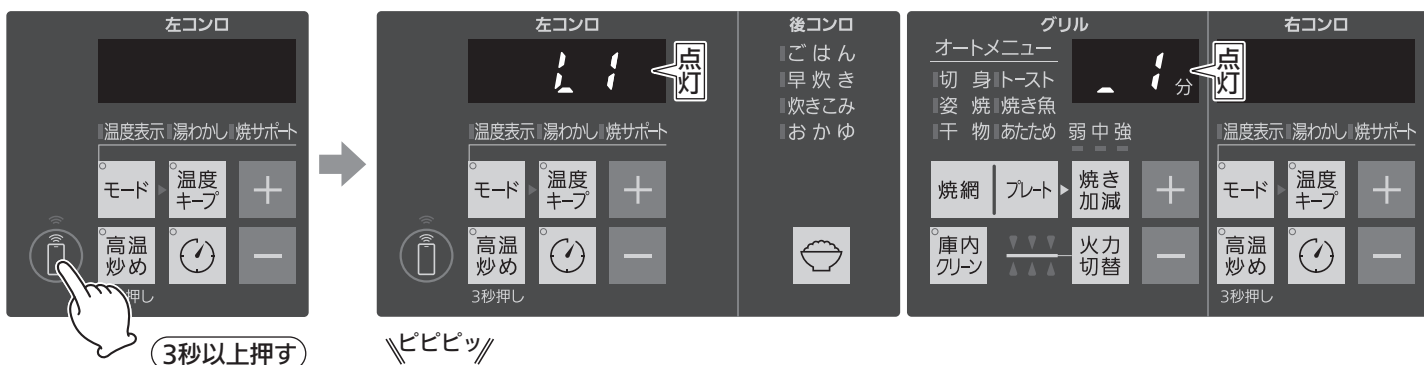 左コンロ
温度表示 湯わかし 焼サポート
モード 温度キープ ＋
高温炒め －
押し
3秒以上押す
左コンロ
L1
点灯
温度表示 湯わかし 焼サポート
モード 温度キープ ＋
高温炒め －
3秒押し
ピピピッ
後コンロ
ごはん
早炊き
炊きこみ
おかゆ
グリル
オートメニュー
切身 トースト
姿焼 焼き魚
干物 あたため
_1分
点灯
弱 中 強
焼網 プレート 焼き加減 ＋
庫内クリーン 火力切替 －
右コンロ
温度表示 湯わかし 焼サポート
モード 温度キープ ＋
高温炒め －
3秒押し